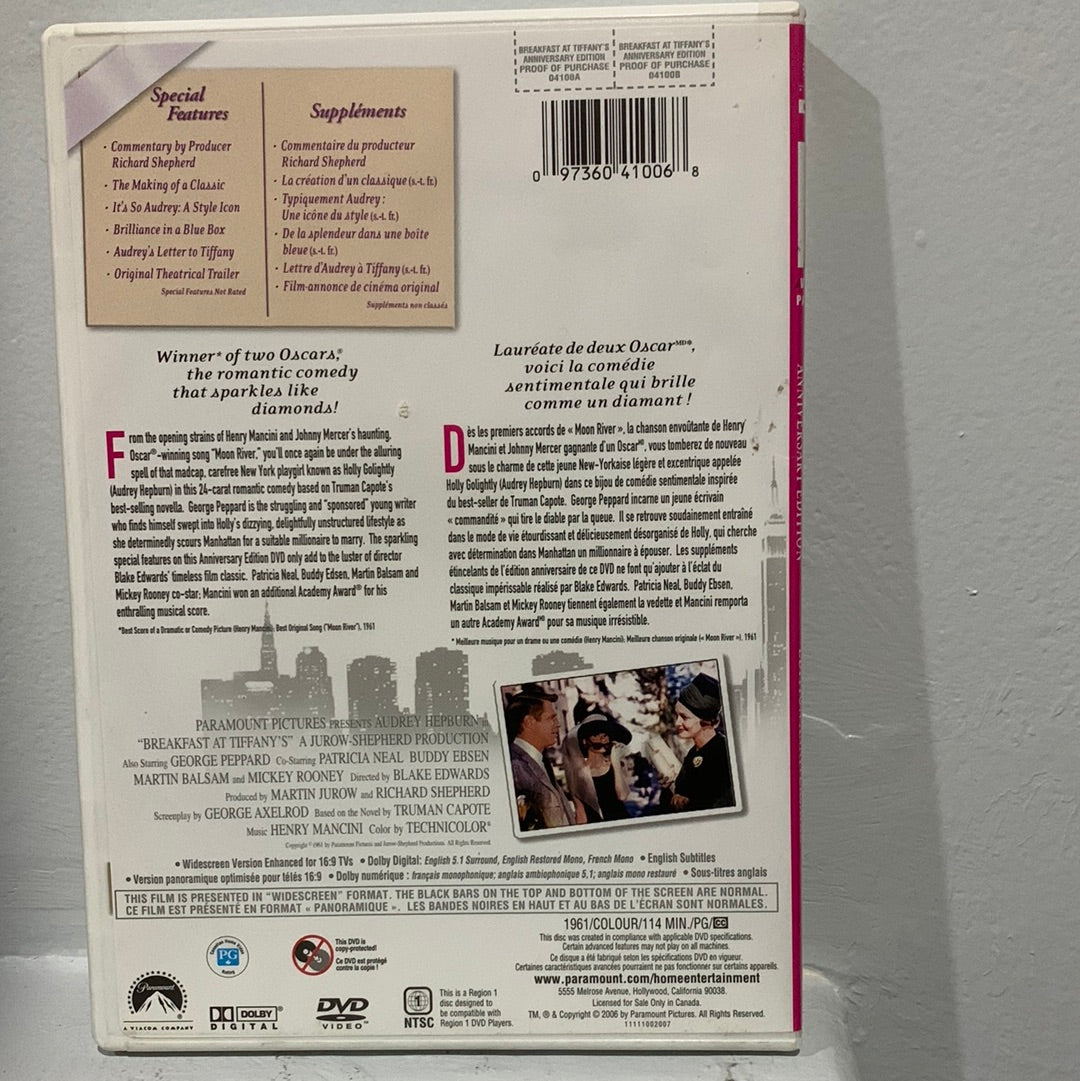 BREAKFAST AT TIFFANY'S
ANNIVERSARY EDITION
PROOF OF PURCHASE
04100A
BREAKFAST AT TIFFANY'S
ANNIVERSARY EDITION
PROOF OF PURCHASE
04100B
0 97360 41006 8
Special
Features
· Commentary by Producer
Richard Shepherd
· The Making of a Classic
· It's So Audrey: A Style Icon
· Brilliance in a Blue Box
· Audrey's Letter to Tiffany
· Original Theatrical Trailer
Special Features Not Rated
Suppléments
· Commentaire du producteur
Richard Shepherd
· La création d'un classique (s.-t. fr.)
· Typiquement Audrey :
Une icône du style (s.-t. fr.)
· De la splendeur dans une boîte
bleue (s.-t. fr.)
· Lettre d'Audrey à Tiffany (s.-t. fr.)
· Film-annonce de cinéma original
Suppléments non classés
Winner* of two Oscars,®
the romantic comedy
that sparkles like
diamonds!
From the opening strains of Henry Mancini and Johnny Mercer's haunting,
Oscar®-winning song "Moon River," you'll once again be under the alluring
spell of that madcap, carefree New York playgirl known as Holly Golightly
(Audrey Hepburn) in this 24-carat romantic comedy based on Truman Capote's
best-selling novella. George Peppard is the struggling and "sponsored" young writer
who finds himself swept into Holly's dizzying, delightfully unstructured lifestyle as
she determinedly scours Manhattan for a suitable millionaire to marry. The sparkling
special features on this Anniversary Edition DVD only add to the luster of director
Blake Edwards' timeless film classic. Patricia Neal, Buddy Edsen, Martin Balsam and
Mickey Rooney co-star; Mancini won an additional Academy Award® for his
enthralling musical score.
*Best Score of a Dramatic or Comedy Picture (Henry Mancini); Best Original Song ("Moon River"), 1961
Lauréate de deux OscarMD*,
voici la comédie
sentimentale qui brille
comme un diamant !
Dès les premiers accords de « Moon River », la chanson envoûtante de Henry
Mancini et Johnny Mercer gagnante d'un OscarMD, vous tomberez de nouveau
sous le charme de cette jeune New-Yorkaise légère et excentrique appelée
Holly Golightly (Audrey Hepburn) dans ce bijou de comédie sentimentale inspirée
du best-seller de Truman Capote. George Peppard incarne un jeune écrivain
« commandité » qui tire le diable par la queue. Il se retrouve soudainement entraîné
dans le mode de vie étourdissant et délicieusement désorganisé de Holly, qui cherche
avec détermination dans Manhattan un millionaire à épouser. Les suppléments
étincelants de l'édition anniversaire de ce DVD ne font qu'ajouter à l'éclat du
classique impérissable réalisé par Blake Edwards. Patricia Neal, Buddy Ebsen,
Martin Balsam et Mickey Rooney tiennent également la vedette et Mancini remporta
un autre Academy AwardMD pour sa musique irrésistible.
* Meilleure musique pour un drame ou une comédie (Henry Mancini); Meilleure chanson originale (« Moon River »), 1961
PARAMOUNT PICTURES PRESENTS AUDREY HEPBURN in
"BREAKFAST AT TIFFANY'S" A JUROW-SHEPHERD PRODUCTION
Also Starring GEORGE PEPPARD Co-Starring PATRICIA NEAL BUDDY EBSEN
MARTIN BALSAM and MICKEY ROONEY Directed by BLAKE EDWARDS
Produced by MARTIN JUROW and RICHARD SHEPHERD
Screenplay by GEORGE AXELROD Based on the Novel by TRUMAN CAPOTE
Music HENRY MANCINI Color by TECHNICOLOR®
Copyright © 1961 by Paramount Pictures and Jurow-Shepherd Productions. All Rights Reserved.
• Widescreen Version Enhanced for 16:9 TVs • Dolby Digital: English 5.1 Surround, English Restored Mono, French Mono • English Subtitles
• Version panoramique optimisée pour télés 16:9 • Dolby numérique : français monophonique; anglais ambiophonique 5,1; anglais mono restauré • Sous-titres anglais
THIS FILM IS PRESENTED IN "WIDESCREEN" FORMAT. THE BLACK BARS ON THE TOP AND BOTTOM OF THE SCREEN ARE NORMAL.
CE FILM EST PRÉSENTÉ EN FORMAT « PANORAMIQUE ». LES BANDES NOIRES EN HAUT ET AU BAS DE L'ÉCRAN SONT NORMALES.
1961/COLOUR/114 MIN./PG/CC
This disc was created in compliance with applicable DVD specifications.
Certain advanced features may not play on all machines.
Ce disque a été fabriqué selon les spécifications DVD en vigueur.
Certaines caractéristiques avancées pourraient ne pas fonctionner sur certains appareils.
www.paramount.com/homeentertainment
5555 Melrose Avenue, Hollywood, California 90038.
Licensed for Sale Only in Canada.
TM, ® & Copyright © 2006 by Paramount Pictures. All Rights Reserved.
11111002007
PG
This DVD is
copy-protected!
Ce DVD est protégé
contre la copie !
Paramount
A VIACOM COMPANY
DOLBY
DIGITAL
DVD
VIDEO
1
NTSC
This is a Region 1
disc designed to
be compatible with
Region 1 DVD Players.
ANNIVERSARY EDITION